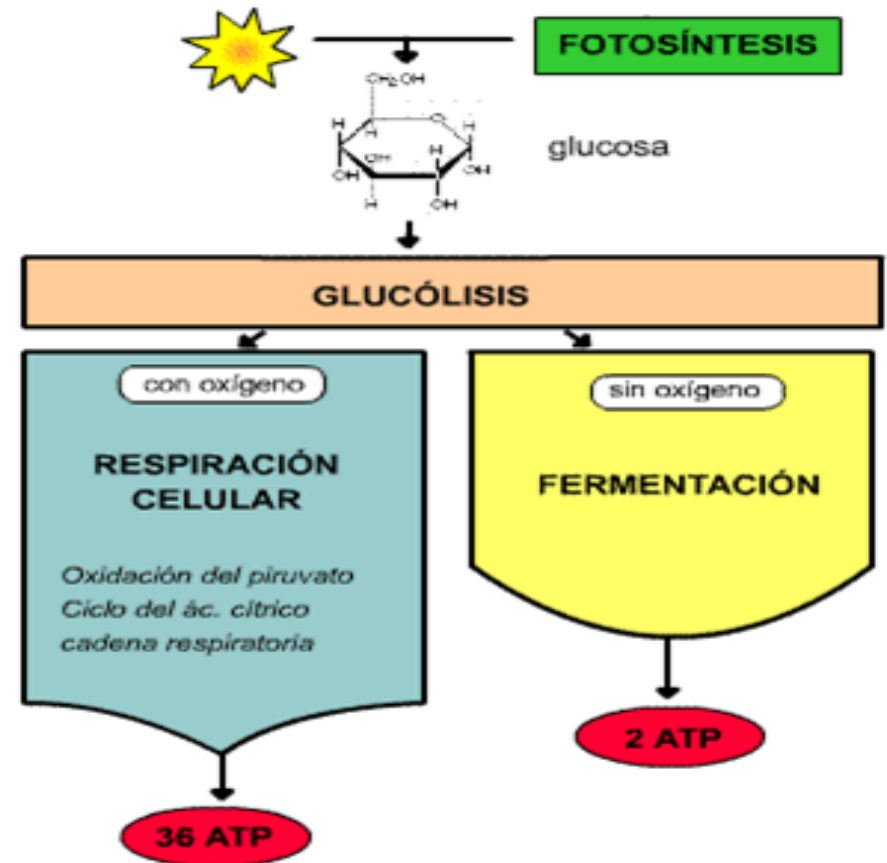 FOTOSÍNTESIS
CH₂OH
O
H
H
H
H
OH
OH
OH
H
OH
glucosa
GLUCÓLISIS
con oxígeno
RESPIRACIÓN
CELULAR
Oxidación del piruvato
Ciclo del ác. cítrico
cadena respiratoria
36 ATP
sin oxígeno
FERMENTACIÓN
2 ATP